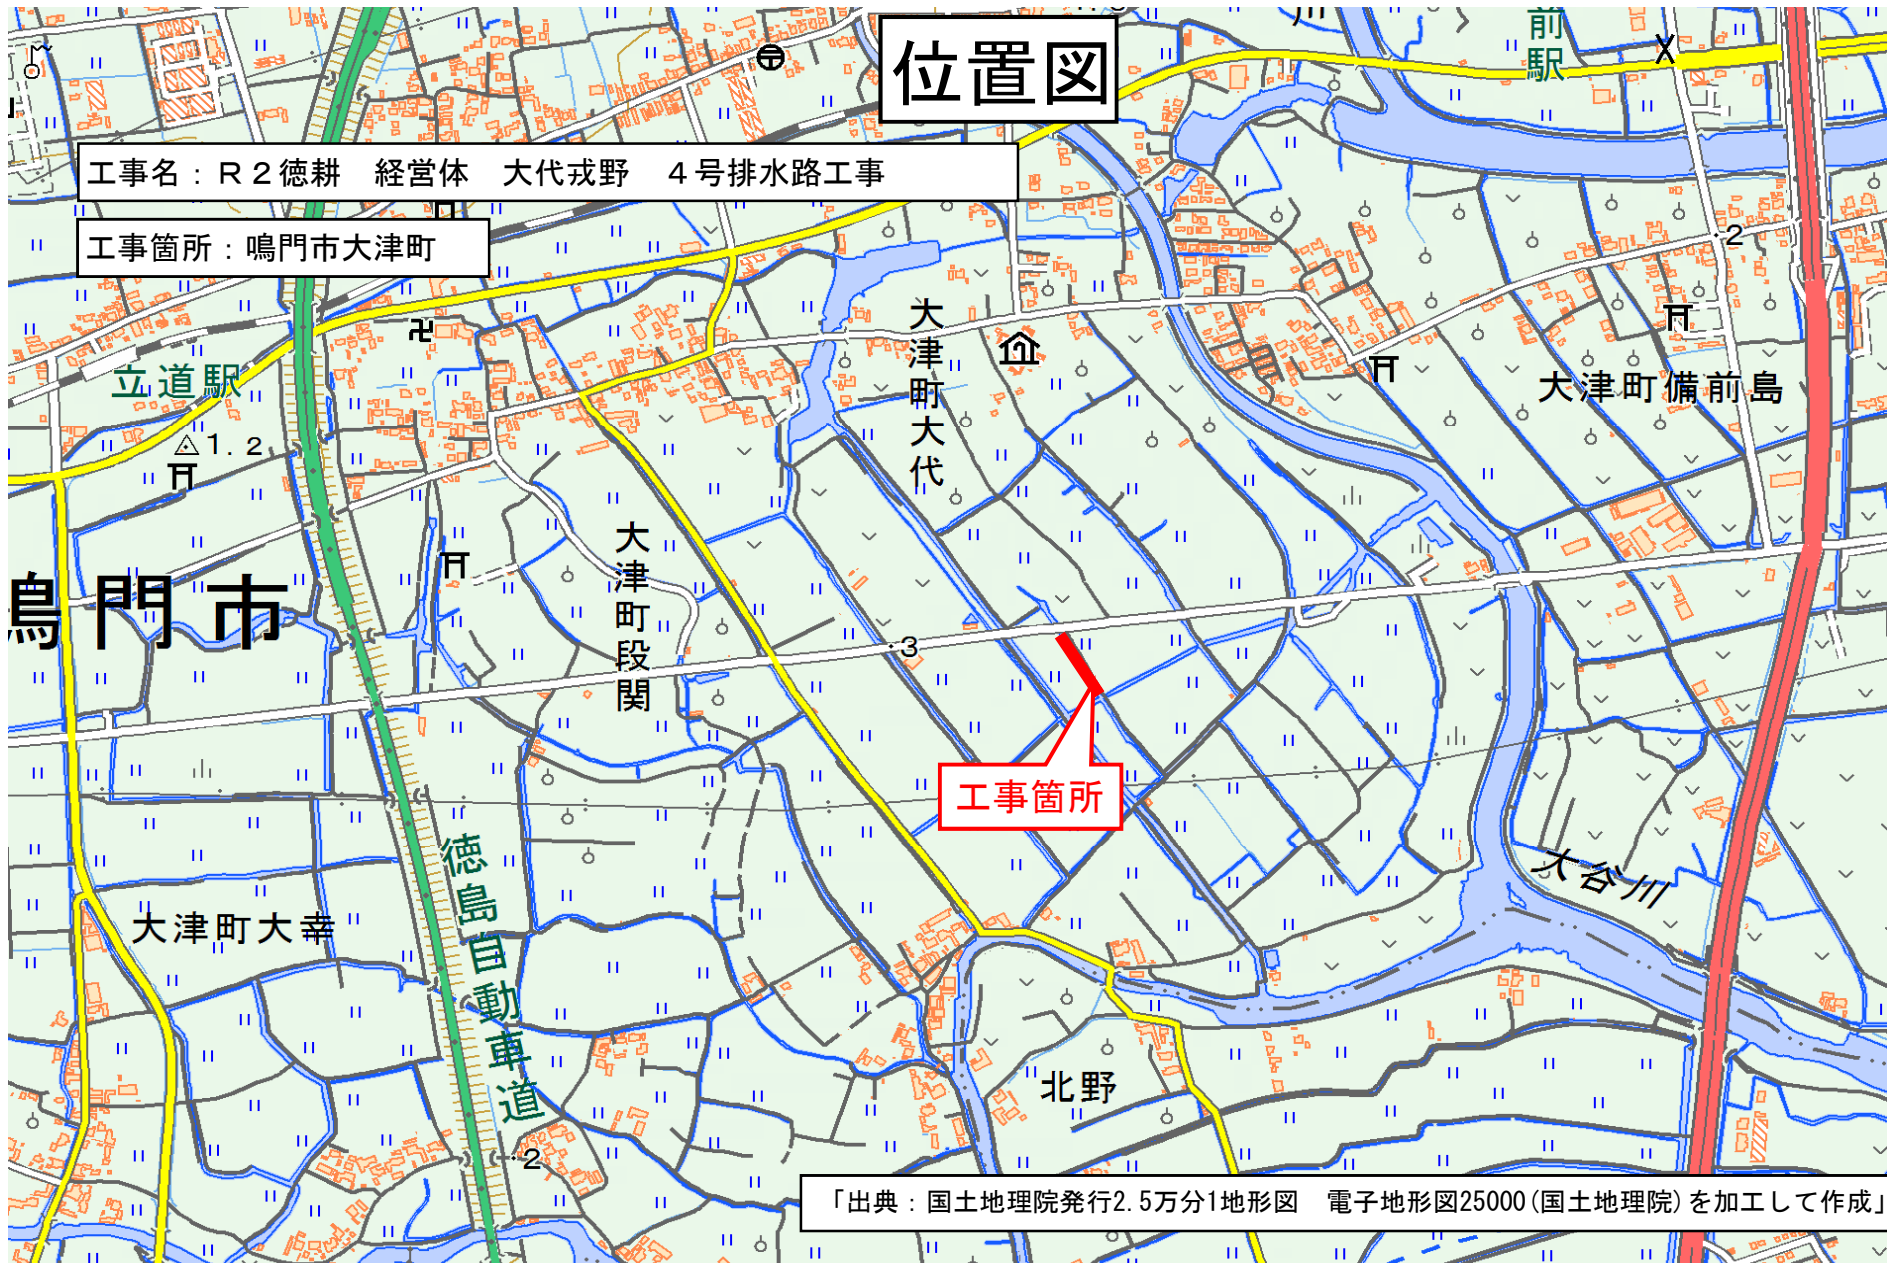 位置図
前駅
工事名：Ｒ２徳耕　経営体　大代戎野　４号排水路工事
工事箇所：鳴門市大津町
2
7
立道駅
大津町大代
大津町備前島
1.2
大津町段関
鳴門市
3
工事箇所
徳島自動車道
大谷川
大津町大幸
北野
2
「出典：国土地理院発行2.5万分1地形図　電子地形図25000(国土地理院)を加工して作成」